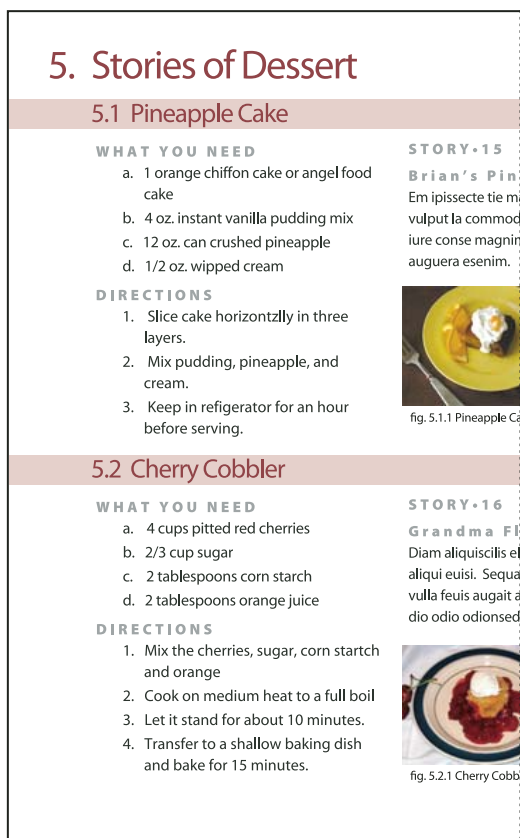 5. Stories of Dessert
5.1 Pineapple Cake
WHAT YOU NEED
a. 1 orange chiffon cake or angel food
cake
b. 4 oz. instant vanilla pudding mix
c. 12 oz. can crushed pineapple
d. 1/2 oz. wipped cream
DIRECTIONS
1. Slice cake horizontzlly in three
layers.
2. Mix pudding, pineapple, and
cream.
3. Keep in refigerator for an hour
before serving.
STORY•15
Brian's Pin
Em ipissecte tie m
vulput la commod
iure conse magnim
auguera esenim.
fig. 5.1.1 Pineapple Ca
5.2 Cherry Cobbler
WHAT YOU NEED
a. 4 cups pitted red cherries
b. 2/3 cup sugar
c. 2 tablespoons corn starch
d. 2 tablespoons orange juice
DIRECTIONS
1. Mix the cherries, sugar, corn startch
and orange
2. Cook on medium heat to a full boil
3. Let it stand for about 10 minutes.
4. Transfer to a shallow baking dish
and bake for 15 minutes.
STORY•16
Grandma Fl
Diam aliquiscilis el
aliqui euisi. Sequa
vulla feuis augait a
dio odio odionsed
fig. 5.2.1 Cherry Cobb